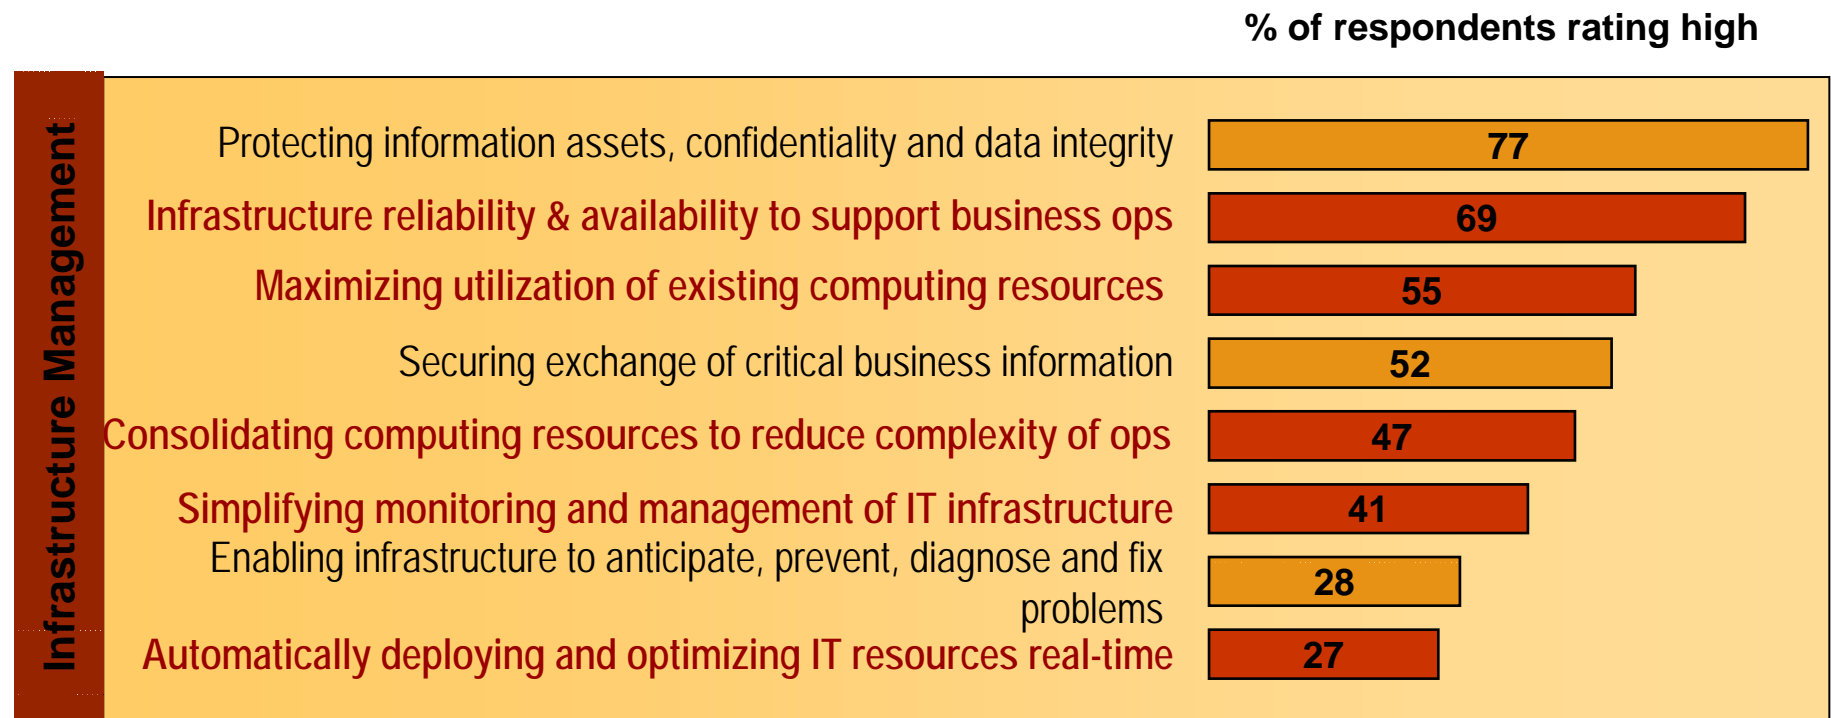 % of respondents rating high
Infrastructure Management
Protecting information assets, confidentiality and data integrity 77
Infrastructure reliability & availability to support business ops 69
Maximizing utilization of existing computing resources 55
Securing exchange of critical business information 52
Consolidating computing resources to reduce complexity of ops 47
Simplifying monitoring and management of IT infrastructure 41
Enabling infrastructure to anticipate, prevent, diagnose and fix
problems 28
Automatically deploying and optimizing IT resources real-time 27